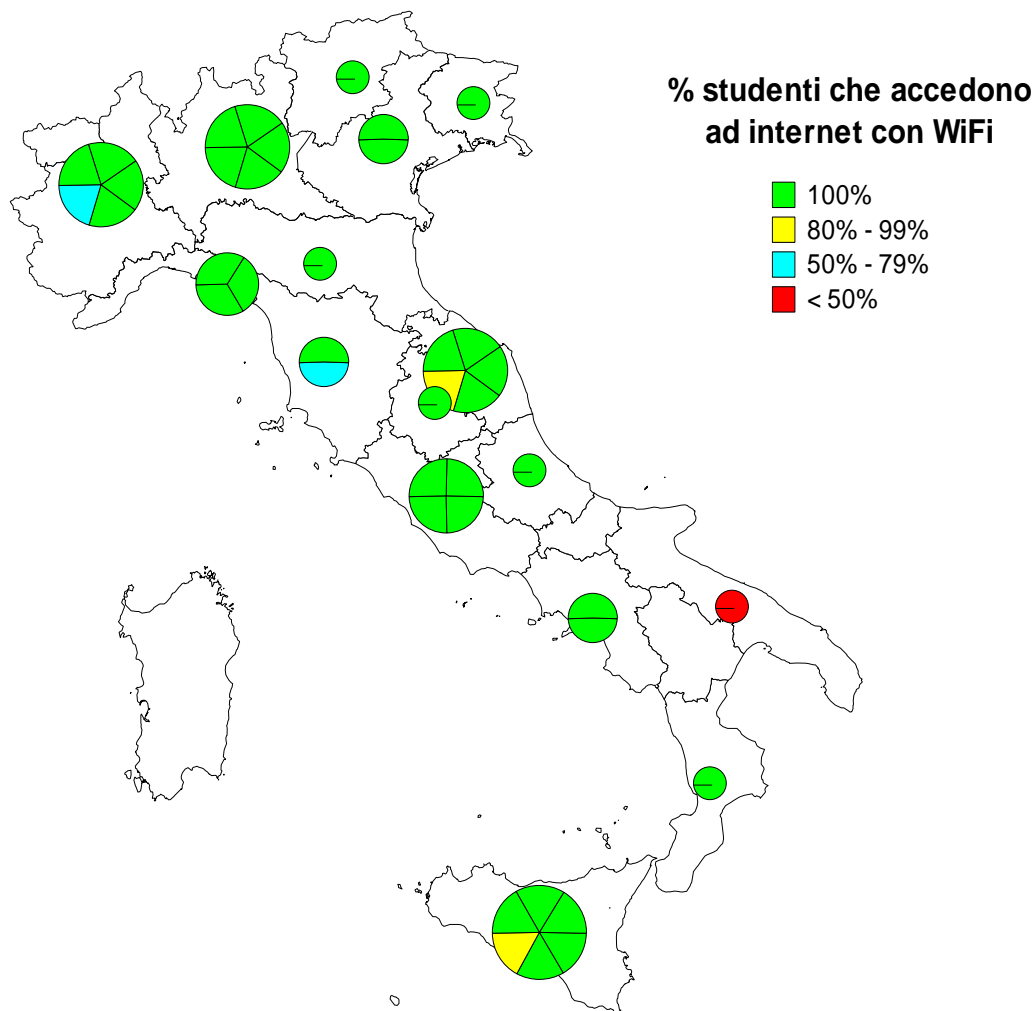 % studenti che accedono
ad internet con WiFi
100%
80% - 99%
50% - 79%
< 50%